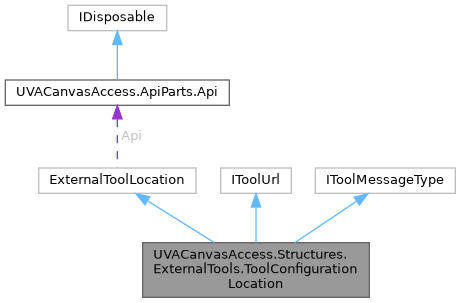 IDisposable
UVACanvasAccess.ApiParts.Api
Api
ExternalToolLocation
IToolUrl
IToolMessageType
UVACanvasAccess.Structures.
ExternalTools.ToolConfiguration
Location